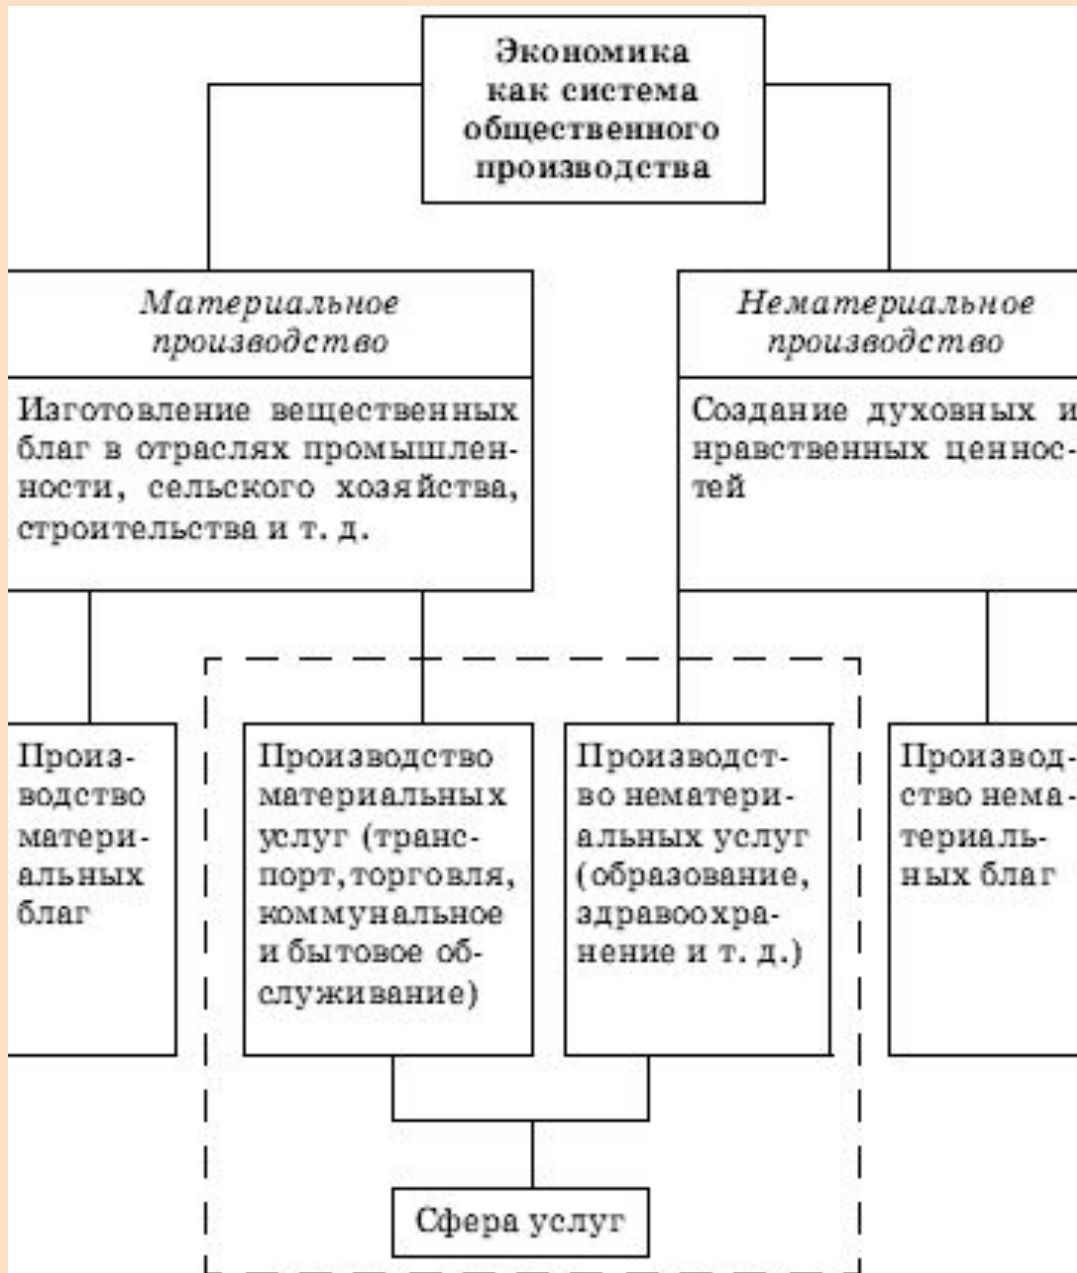 Экономика
как система
общественного
производства
Материальное
производство
Изготовление вещественных
благ в отраслях промышлен-
ности, сельского хозяйства,
строительства и т. д.
Нематериальное
производство
Создание духовных и
нравственных ценнос-
тей
Произ-
водство
матери-
альных
благ
Производство
материальных
услуг (транс-
порт,торговля,
коммунальное
и бытовое об-
служивание)
Производст-
во нематери-
альных услуг
(образование,
здравоохра-
нение и т. д.)
Производ-
ство нема-
териаль-
ных благ
Сфера услуг